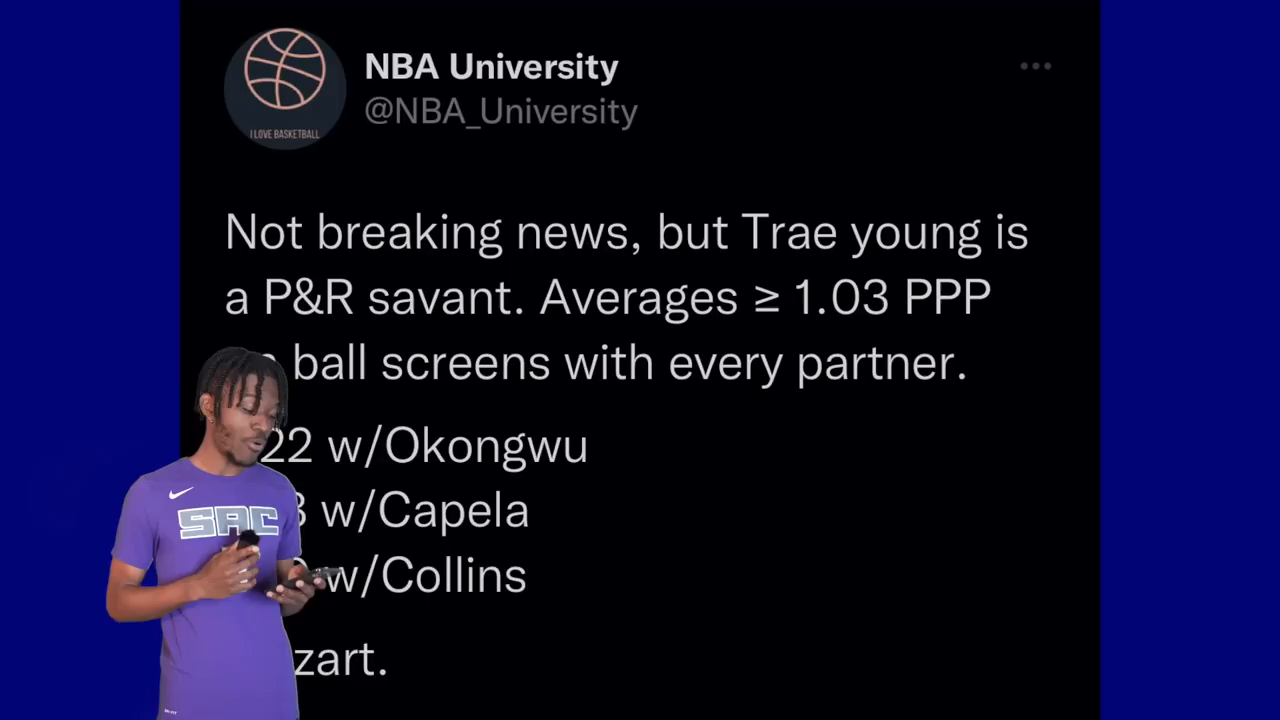 NBA University
@NBA_University
I LOVE BASKETBALL
Not breaking news, but Trae young is
a P&R savant. Averages ≥ 1.03 PPP
ball screens with every partner.
22 w/Okongwu
w/Capela
w/Collins
zart.
SAC